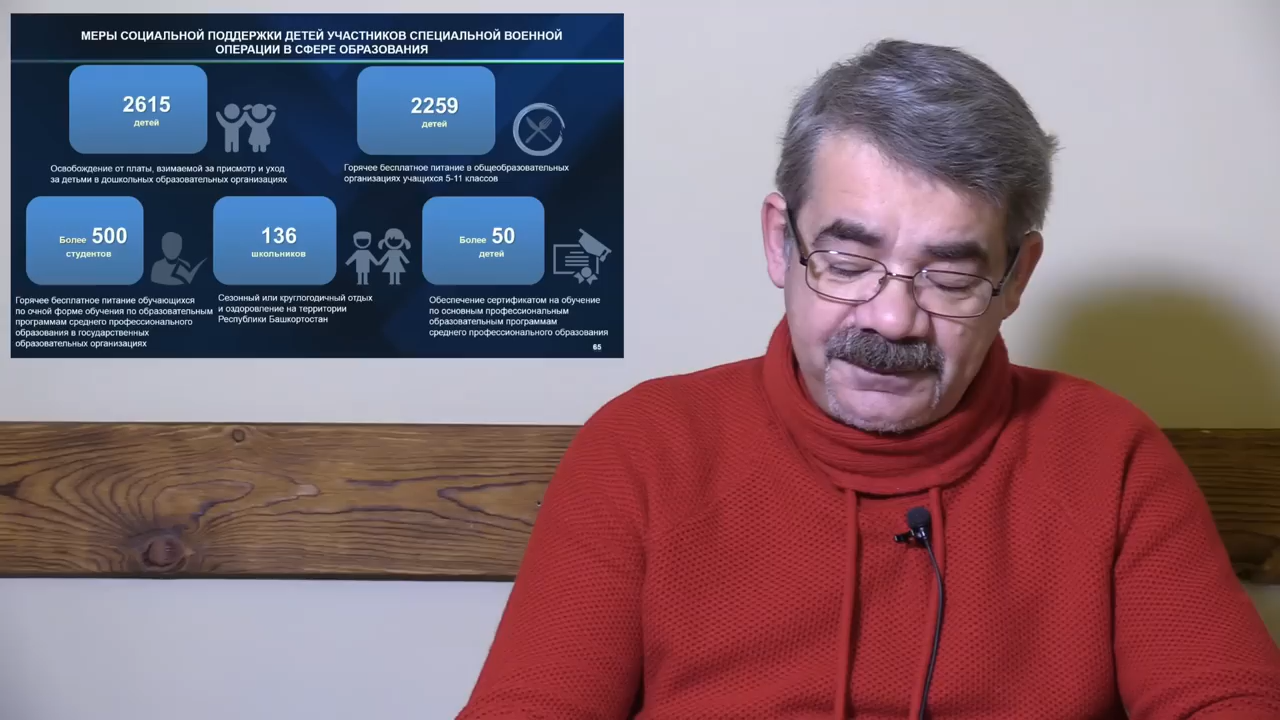 МЕРЫ СОЦИАЛЬНОЙ ПОДДЕРЖКИ ДЕТЕЙ УЧАСТНИКОВ СПЕЦИАЛЬНОЙ ВОЕННОЙ
ОПЕРАЦИИ В СФЕРЕ ОБРАЗОВАНИЯ
2615
детей
Освобождение от платы, взимаемой за присмотр и уход
за детьми в дошкольных образовательных организациях
2259
детей
Горячее бесплатное питание в общеобразовательных
организациях учащихся 5-11 классов
Более 500
студентов
Горячее бесплатное питание обучающихся
по очной форме обучения по образовательным
программам среднего профессионального
образования в государственных
образовательных организациях
136
школьников
Сезонный или круглогодичный отдых
и оздоровление на территории
Республики Башкортостан
Более 50
детей
Обеспечение сертификатом на обучение
по основным профессиональным
образовательным программам
среднего профессионального образования
65